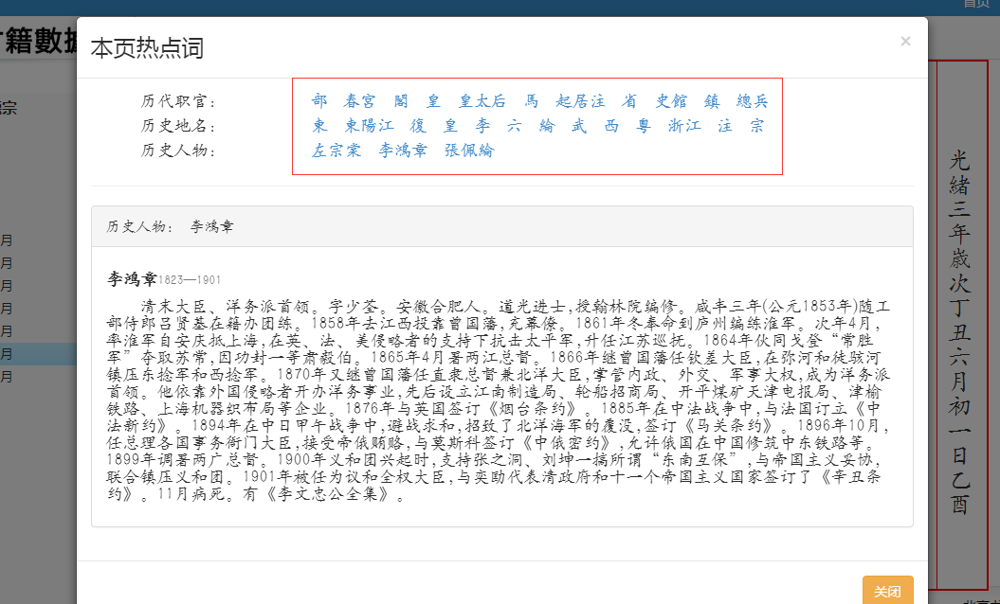 首页
籍數據
本页热点词
×
宗
历代职官： 部 春宮 閣 皇 皇太后 馬 起居注 省 史館 鎮 總兵
历史地名： 東 東陽江 復 皇 李 六 綸 武 西 粵 浙江 注 宗
历史人物： 左宗棠 李鴻章 張佩綸
历史人物： 李鸿章
李鸿章1823—1901
清末大臣、洋务派首领。字少荃。安徽合肥人。道光进士,授翰林院编修。咸丰三年(公元1853年)随工
部侍郎吕贤基在籍办团练。1858年去江西投靠曾国藩,充幕僚。1861年冬奉命到庐州编练淮军。次年4月,
率淮军自安庆抵上海,在英、法、美侵略者的支持下抗击太平军,升任江苏巡抚。1864年伙同戈登“常胜
军”夺取苏常,因功封一等肃毅伯。1865年4月署两江总督。1866年继曾国藩任钦差大臣,在弥河和徒骇河
镇压东捻军和西捻军。1870年又继曾国藩任直隶总督兼北洋大臣,掌管内政、外交、军事大权,成为洋务派
首领。他依靠外国侵略者开办洋务事业,先后设立江南制造局、轮船招商局、开平煤矿天津电报局、津榆
铁路、上海机器织布局等企业。1876年与英国签订《烟台条约》。1885年在中法战争中,与法国订立《中
法新约》。1894年在中日甲午战争中,避战求和,招致了北洋海军的覆没,签订《马关条约》。1896年10月,
任总理各国事务衙门大臣,接受帝俄贿赂,与莫斯科签订《中俄密约》,允许俄国在中国修筑中东铁路等。
1899年调署两广总督。1900年义和团兴起时,支持张之洞、刘坤一搞所谓“东南互保”,与帝国主义妥协,
联合镇压义和团。1901年被任为议和全权大臣,与奕劻代表清政府和十一个帝国主义国家签订了《辛丑条
约》。11月病死。有《李文忠公全集》。
月
月
月
月
月
月
月
光緒三年歲次丁丑六月初一日乙酉
关闭